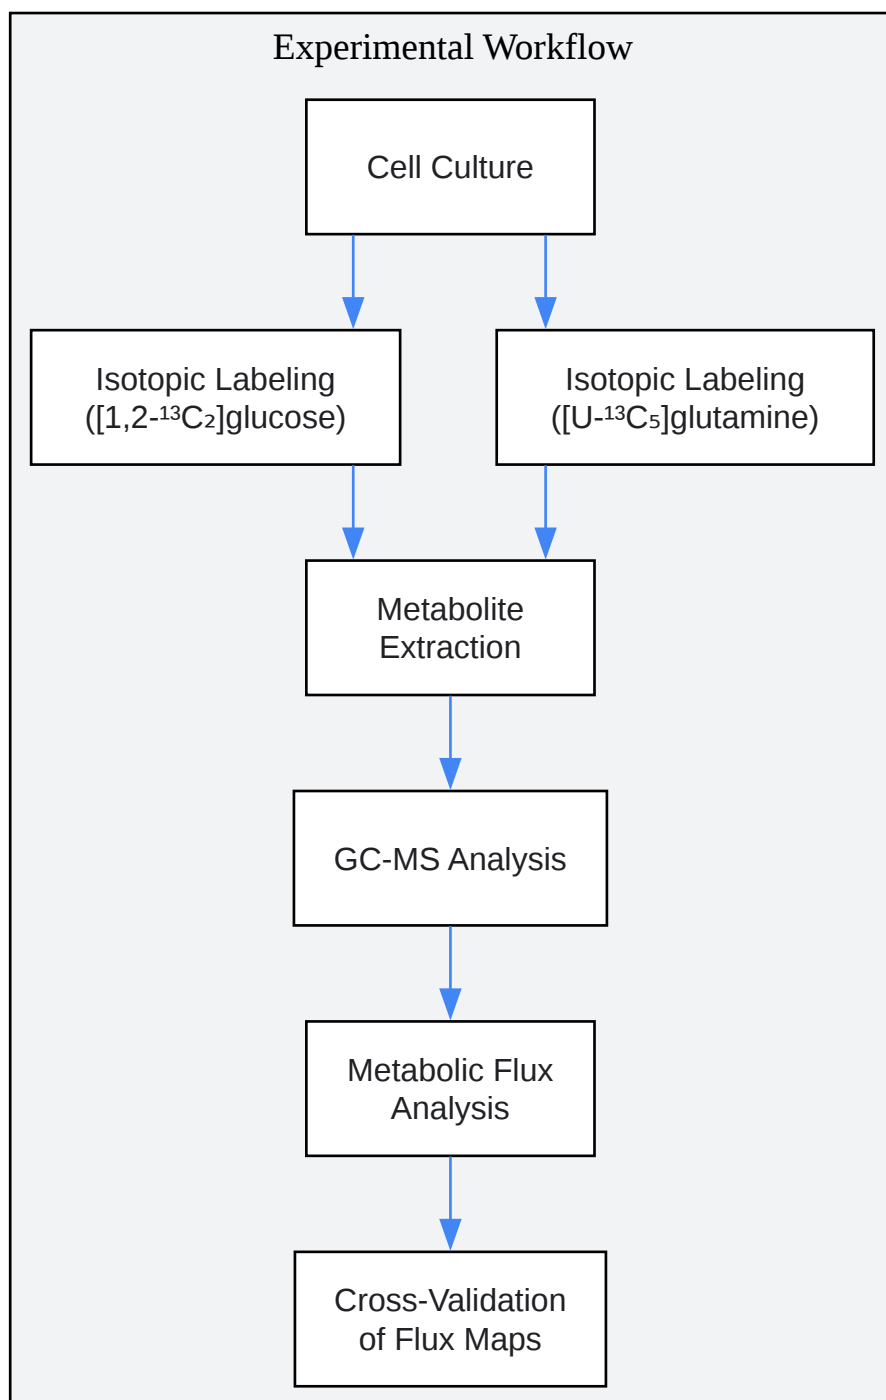 Experimental Workflow
Cell Culture
Isotopic Labeling
([1,2-¹³C₂]glucose)
Isotopic Labeling
([U-¹³C₅]glutamine)
Metabolite
Extraction
GC-MS Analysis
Metabolic Flux
Analysis
Cross-Validation
of Flux Maps